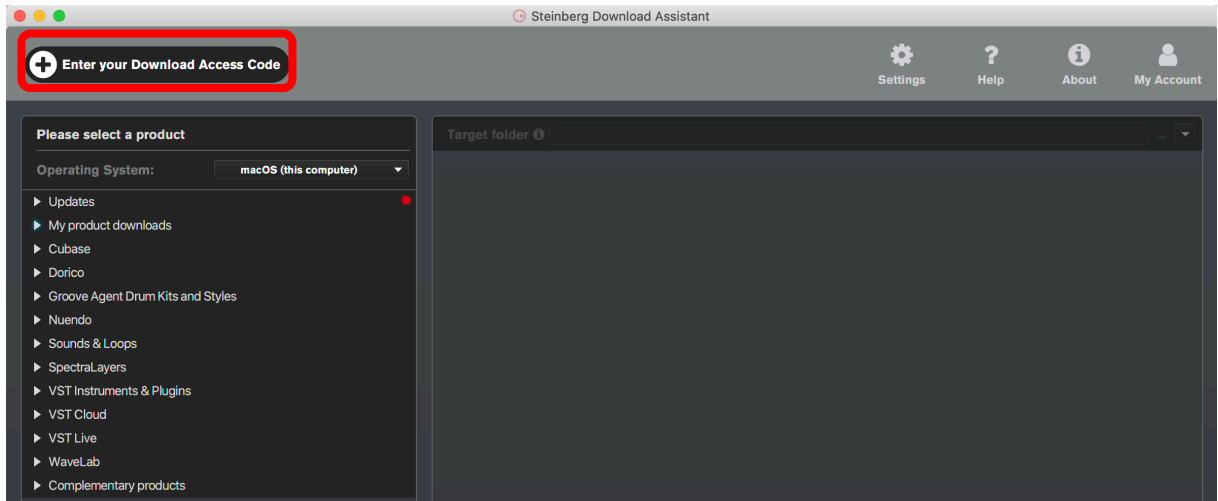 Steinberg Download Assistant
Enter your Download Access Code
Settings
Help
About
My Account
Please select a product
Operating System:
macOS (this computer)
Updates
My product downloads
Cubase
Dorico
Groove Agent Drum Kits and Styles
Nuendo
Sounds & Loops
SpectraLayers
VST Instruments & Plugins
VST Cloud
VST Live
WaveLab
Complementary products
Target folder
...